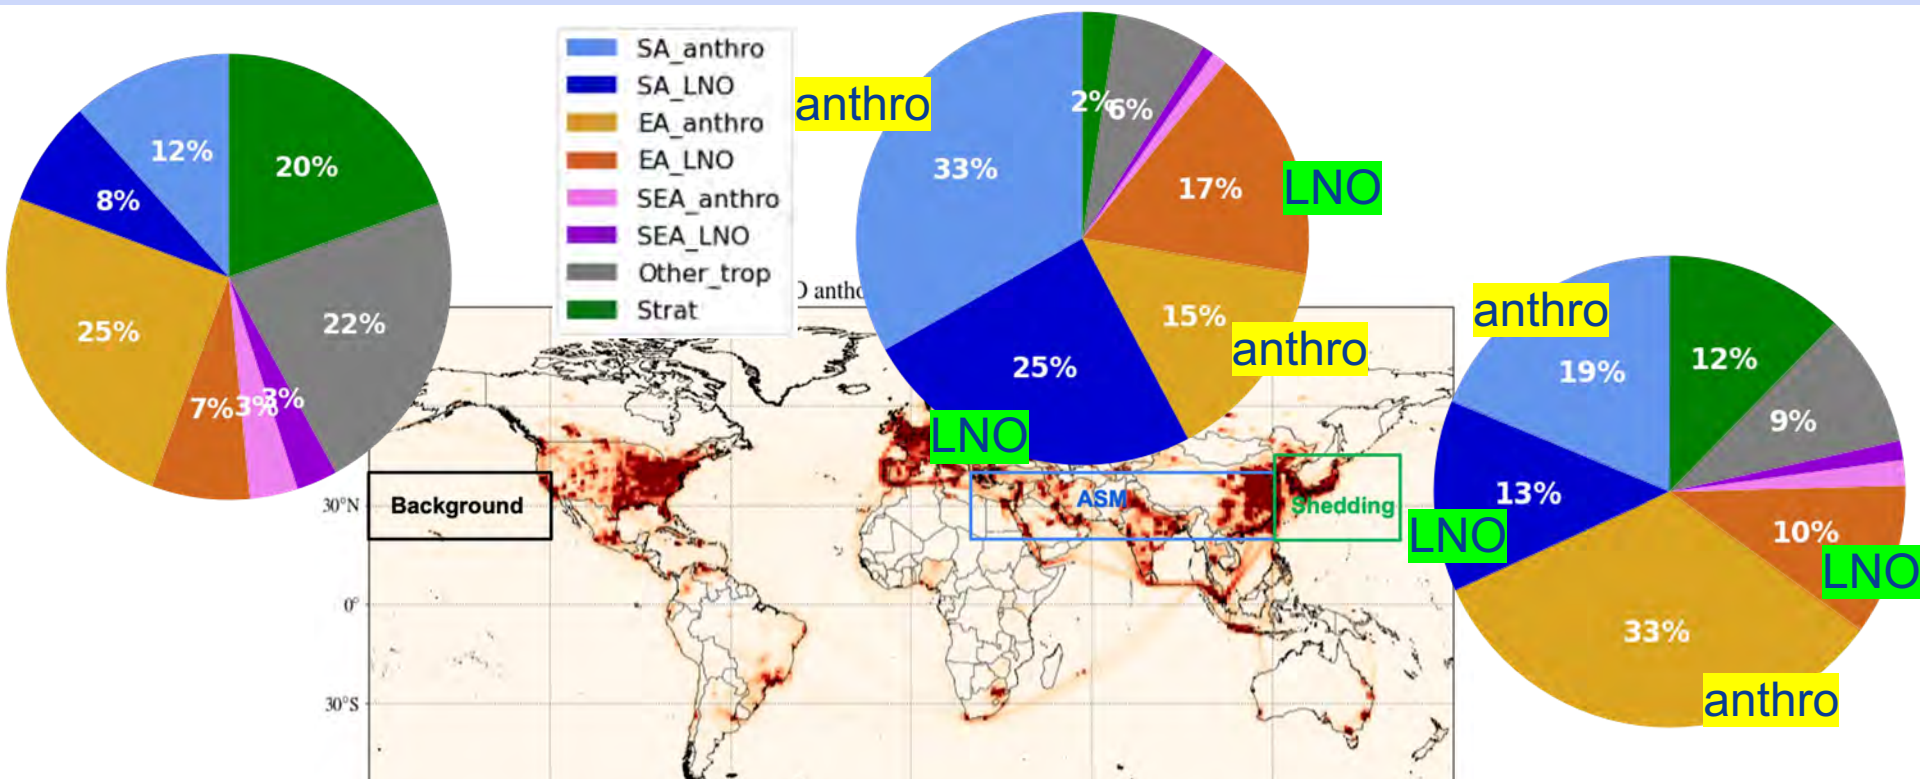 12%
20%
8%
25%
22%
7%
3%
3%
SA_anthro
SA_LNO
EA_anthro
EA_LNO
SEA_anthro
SEA_LNO
Other_trop
Strat
anthro
2%
6%
33%
17%
LNO
15%
anthro
25%
LNO
anthro
12%
19%
9%
13%
LNO
10%
LNO
33%
anthro
Background
ASM
Shedding
30°N
0°
30°S